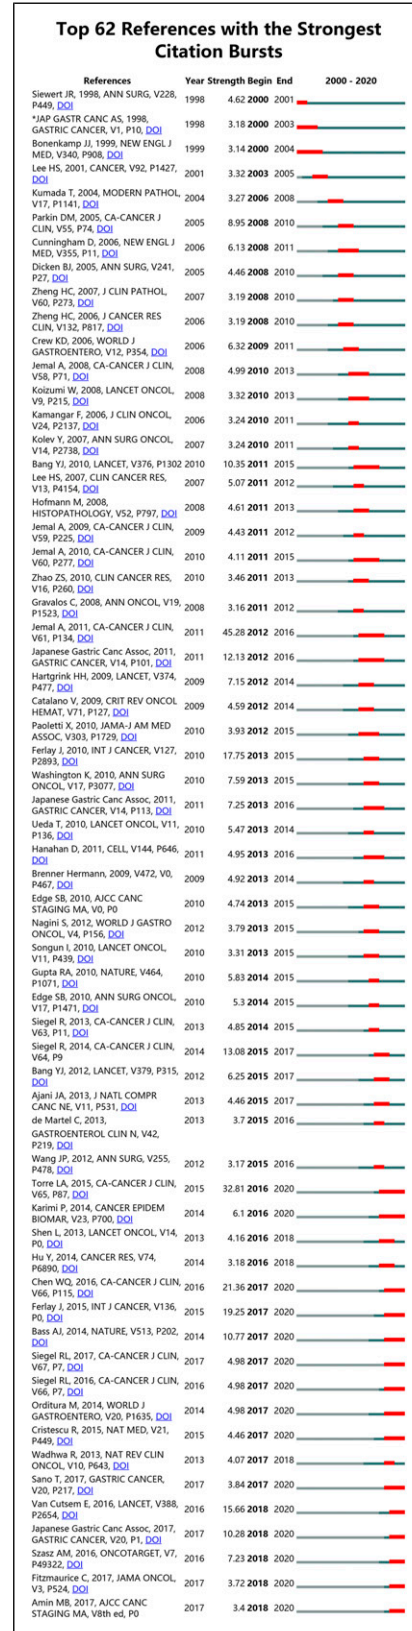 Top 62 References with the Strongest
Citation Bursts
References Year Strength Begin End 2000 - 2020
Siewert JR, 1998, ANN SURG, V228,
P449, DOI 1998 4.62 2000 2001
*JAP GASTR CANC AS, 1998,
GASTRIC CANCER, V1, P10, DOI 1998 3.18 2000 2003
Bonenkamp JJ, 1999, NEW ENGL J
MED, V340, P908, DOI 1999 3.14 2000 2004
Lee HS, 2001, CANCER, V92, P1427,
DOI 2001 3.32 2003 2005
Kumada T, 2004, MODERN PATHOL,
V17, P1141, DOI 2004 3.27 2006 2008
Parkin DM, 2005, CA-CANCER J
CLIN, V55, P74, DOI 2005 8.95 2008 2010
Cunningham D, 2006, NEW ENGL J
MED, V355, P11, DOI 2006 6.13 2008 2011
Dicken BJ, 2005, ANN SURG, V241,
P27, DOI 2005 4.46 2008 2010
Zheng HC, 2007, J CLIN PATHOL,
V60, P273, DOI 2007 3.19 2008 2010
Zheng HC, 2006, J CANCER RES
CLIN, V132, P817, DOI 2006 3.19 2008 2010
Crew KD, 2006, WORLD J
GASTROENTERO, V12, P354, DOI 2006 6.32 2009 2011
Jemal A, 2008, CA-CANCER J CLIN,
V58, P71, DOI 2008 4.99 2010 2013
Koizumi W, 2008, LANCET ONCOL,
V9, P215, DOI 2008 3.32 2010 2013
Kamangar F, 2006, J CLIN ONCOL,
V24, P2137, DOI 2006 3.24 2010 2011
Kolev Y, 2007, ANN SURG ONCOL,
V14, P2738, DOI 2007 3.24 2010 2011
Bang YJ, 2010, LANCET, V376, P1302 2010 10.35 2011 2015
Lee HS, 2007, CLIN CANCER RES,
V13, P4154, DOI 2007 5.07 2011 2012
Hofmann M, 2008,
HISTOPATHOLOGY, V52, P797, DOI 2008 4.61 2011 2013
Jemal A, 2009, CA-CANCER J CLIN,
V59, P225, DOI 2009 4.43 2011 2012
Jemal A, 2010, CA-CANCER J CLIN,
V60, P277, DOI 2010 4.11 2011 2015
Zhao ZS, 2010, CLIN CANCER RES,
V16, P260, DOI 2010 3.46 2011 2013
Gravalos C, 2008, ANN ONCOL, V19,
P1523, DOI 2008 3.16 2011 2012
Jemal A, 2011, CA-CANCER J CLIN,
V61, P134, DOI 2011 45.28 2012 2016
Japanese Gastric Canc Assoc, 2011,
GASTRIC CANCER, V14, P101, DOI 2011 12.13 2012 2016
Hartgrink HH, 2009, LANCET, V374,
P477, DOI 2009 7.15 2012 2014
Catalano V, 2009, CRIT REV ONCOL
HEMAT, V71, P127, DOI 2009 4.59 2012 2014
Paoletti X, 2010, JAMA-J AM MED
ASSOC, V303, P1729, DOI 2010 3.93 2012 2015
Ferlay J, 2010, INT J CANCER, V127,
P2893, DOI 2010 17.75 2013 2015
Washington K, 2010, ANN SURG
ONCOL, V17, P3077, DOI 2010 7.59 2013 2015
Japanese Gastric Canc Assoc, 2011,
GASTRIC CANCER, V14, P113, DOI 2011 7.25 2013 2016
Ueda T, 2010, LANCET ONCOL, V11,
P136, DOI 2010 5.47 2013 2014
Hanahan D, 2011, CELL, V144, P646,
DOI 2011 4.95 2013 2016
Brenner Hermann, 2009, V472, V0,
P467, DOI 2009 4.92 2013 2014
Edge SB, 2010, AJCC CANC
STAGING MA, V0, P0 2010 4.74 2013 2015
Nagini S, 2012, WORLD J GASTRO
ONCOL, V4, P156, DOI 2012 3.79 2013 2015
Songun I, 2010, LANCET ONCOL,
V11, P439, DOI 2010 3.31 2013 2015
Gupta RA, 2010, NATURE, V464,
P1071, DOI 2010 5.83 2014 2015
Edge SB, 2010, ANN SURG ONCOL,
V17, P1471, DOI 2010 5.3 2014 2015
Siegel R, 2013, CA-CANCER J CLIN,
V63, P11, DOI 2013 4.85 2014 2015
Siegel R, 2014, CA-CANCER J CLIN,
V64, P9 2014 13.08 2015 2017
Bang YJ, 2012, LANCET, V379, P315,
DOI 2012 6.25 2015 2017
Ajani JA, 2013, J NATL COMPR
CANC NE, V11, P531, DOI 2013 4.46 2015 2017
de Martel C, 2013, 2013 3.7 2015 2016
GASTROENTEROL CLIN N, V42,
P219, DOI
Wang JP, 2012, ANN SURG, V255,
P478, DOI 2012 3.17 2015 2016
Torre LA, 2015, CA-CANCER J CLIN,
V65, P87, DOI 2015 32.81 2016 2020
Karimi P, 2014, CANCER EPIDEM
BIOMAR, V23, P700, DOI 2014 6.1 2016 2020
Shen L, 2013, LANCET ONCOL, V14,
P0, DOI 2013 4.16 2016 2018
Hu Y, 2014, CANCER RES, V74,
P6890, DOI 2014 3.18 2016 2018
Chen WQ, 2016, CA-CANCER J CLIN,
V66, P115, DOI 2016 21.36 2017 2020
Ferlay J, 2015, INT J CANCER, V136,
P0, DOI 2015 19.25 2017 2020
Bass AJ, 2014, NATURE, V513, P202,
DOI 2014 10.77 2017 2020
Siegel RL, 2017, CA-CANCER J CLIN,
V67, P7, DOI 2017 4.98 2017 2020
Siegel RL, 2016, CA-CANCER J CLIN,
V66, P7, DOI 2016 4.98 2017 2020
Orditura M, 2014, WORLD J
GASTROENTERO, V20, P1635, DOI 2014 4.98 2017 2020
Cristescu R, 2015, NAT MED, V21,
P449, DOI 2015 4.46 2017 2020
Wadhwa R, 2013, NAT REV CLIN
ONCOL, V10, P643, DOI 2013 4.07 2017 2018
Sano T, 2017, GASTRIC CANCER,
V20, P217, DOI 2017 3.84 2017 2020
Van Cutsem E, 2016, LANCET, V388,
P2654, DOI 2016 15.66 2018 2020
Japanese Gastric Canc Assoc, 2017,
GASTRIC CANCER, V20, P1, DOI 2017 10.28 2018 2020
Szasz AM, 2016, ONCOTARGET, V7,
P49322, DOI 2016 7.23 2018 2020
Fitzmaurice C, 2017, JAMA ONCOL,
V3, P524, DOI 2017 3.72 2018 2020
Amin MB, 2017, AJCC CANC
STAGING MA, V8th ed, P0 2017 3.4 2018 2020